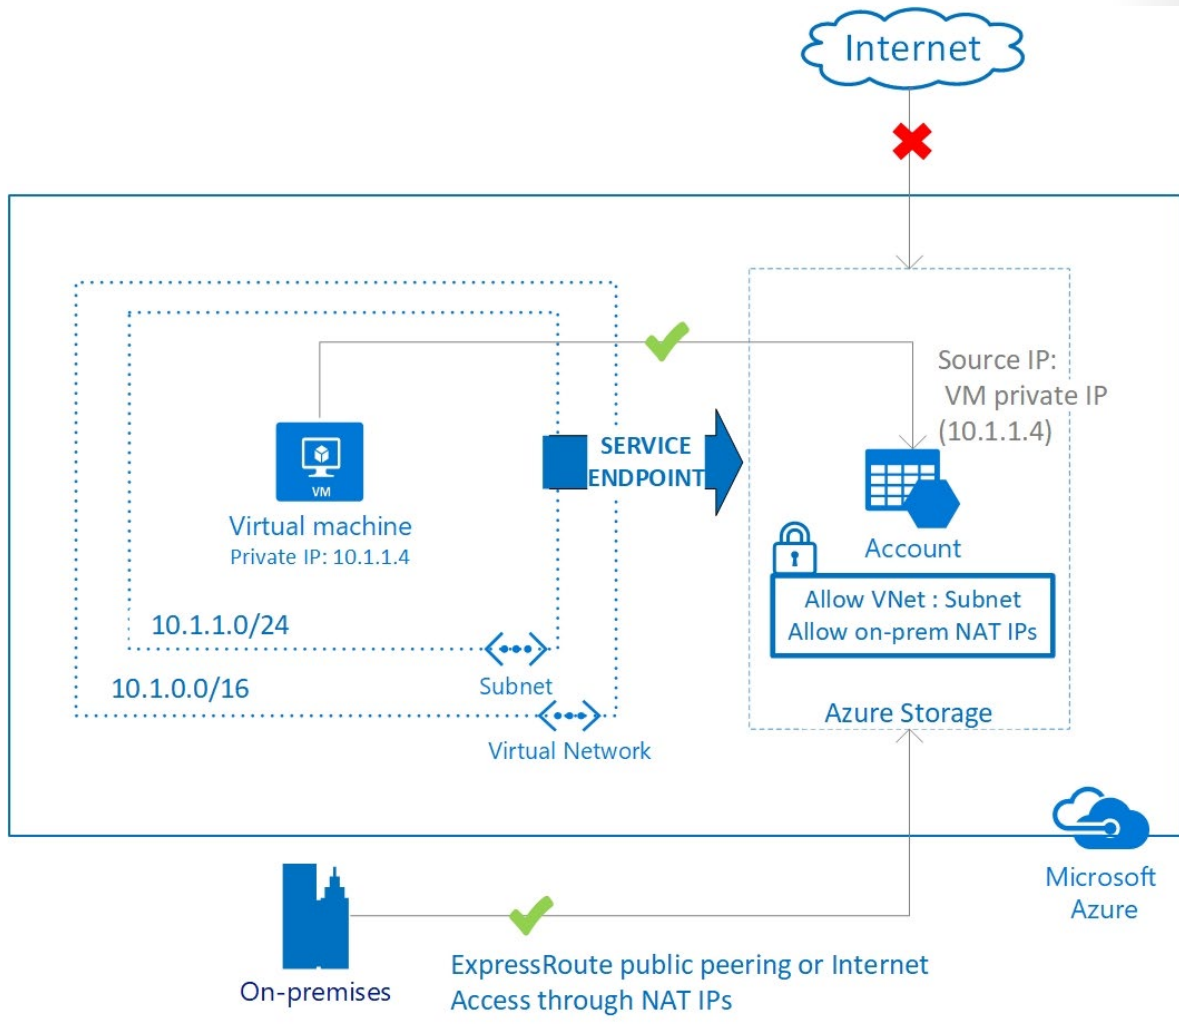 Internet
Source IP:
VM private IP
(10.1.1.4)
SERVICE
ENDPOINT
VM
Virtual machine
Private IP: 10.1.1.4
Account
Allow VNet : Subnet
Allow on-prem NAT IPs
10.1.1.0/24
Subnet
10.1.0.0/16
Azure Storage
Virtual Network
Microsoft
Azure
ExpressRoute public peering or Internet
Access through NAT IPs
On-premises